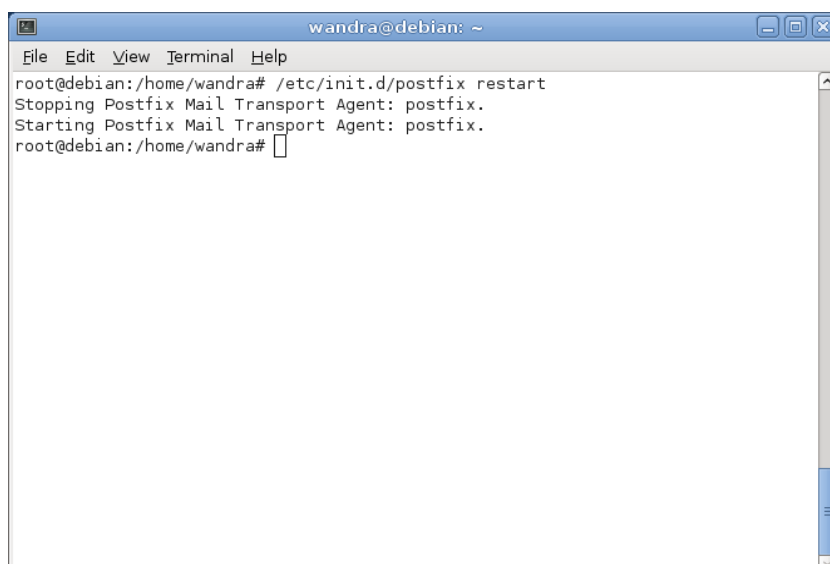 wandra@debian: ~
File Edit View Terminal Help
root@debian:/home/wandra# /etc/init.d/postfix restart
Stopping Postfix Mail Transport Agent: postfix.
Starting Postfix Mail Transport Agent: postfix.
root@debian:/home/wandra#